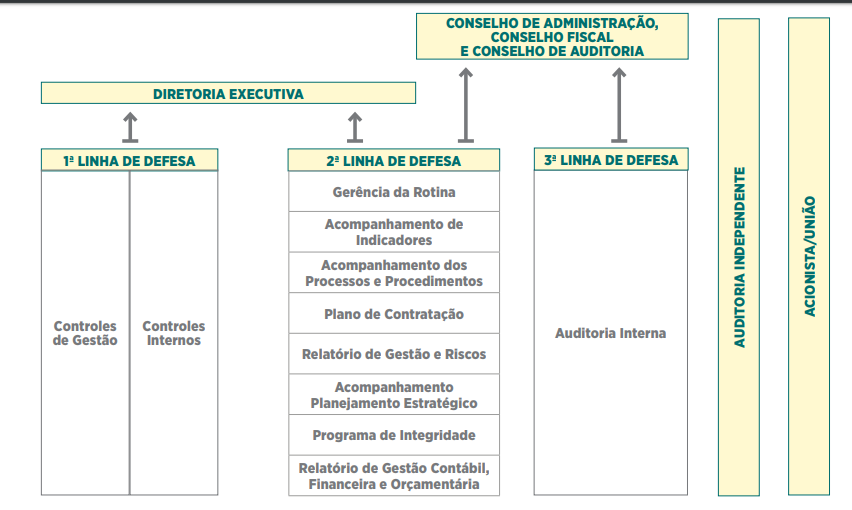 CONSELHO DE ADMINISTRAÇÃO,
CONSELHO FISCAL
E CONSELHO DE AUDITORIA
DIRETORIA EXECUTIVA
1ª LINHA DE DEFESA
Controles
de Gestão
Controles
Internos
2ª LINHA DE DEFESA
Gerência da Rotina
Acompanhamento de
Indicadores
Acompanhamento dos
Processos e Procedimentos
Plano de Contratação
Relatório de Gestão e Riscos
Acompanhamento
Planejamento Estratégico
Programa de Integridade
Relatório de Gestão Contábil,
Financeira e Orçamentária
3ª LINHA DE DEFESA
Auditoria Interna
AUDITORIA INDEPENDENTE
ACIONISTA/UNIÃO